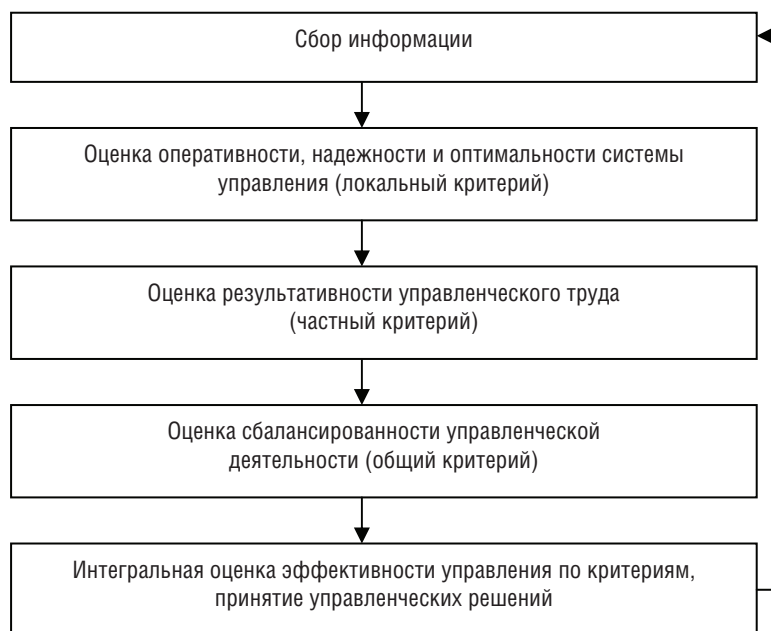 Сбор информации
Оценка оперативности, надежности и оптимальности системы
управления (локальный критерий)
Оценка результативности управленческого труда
(частный критерий)
Оценка сбалансированности управленческой
деятельности (общий критерий)
Интегральная оценка эффективности управления по критериям,
принятие управленческих решений